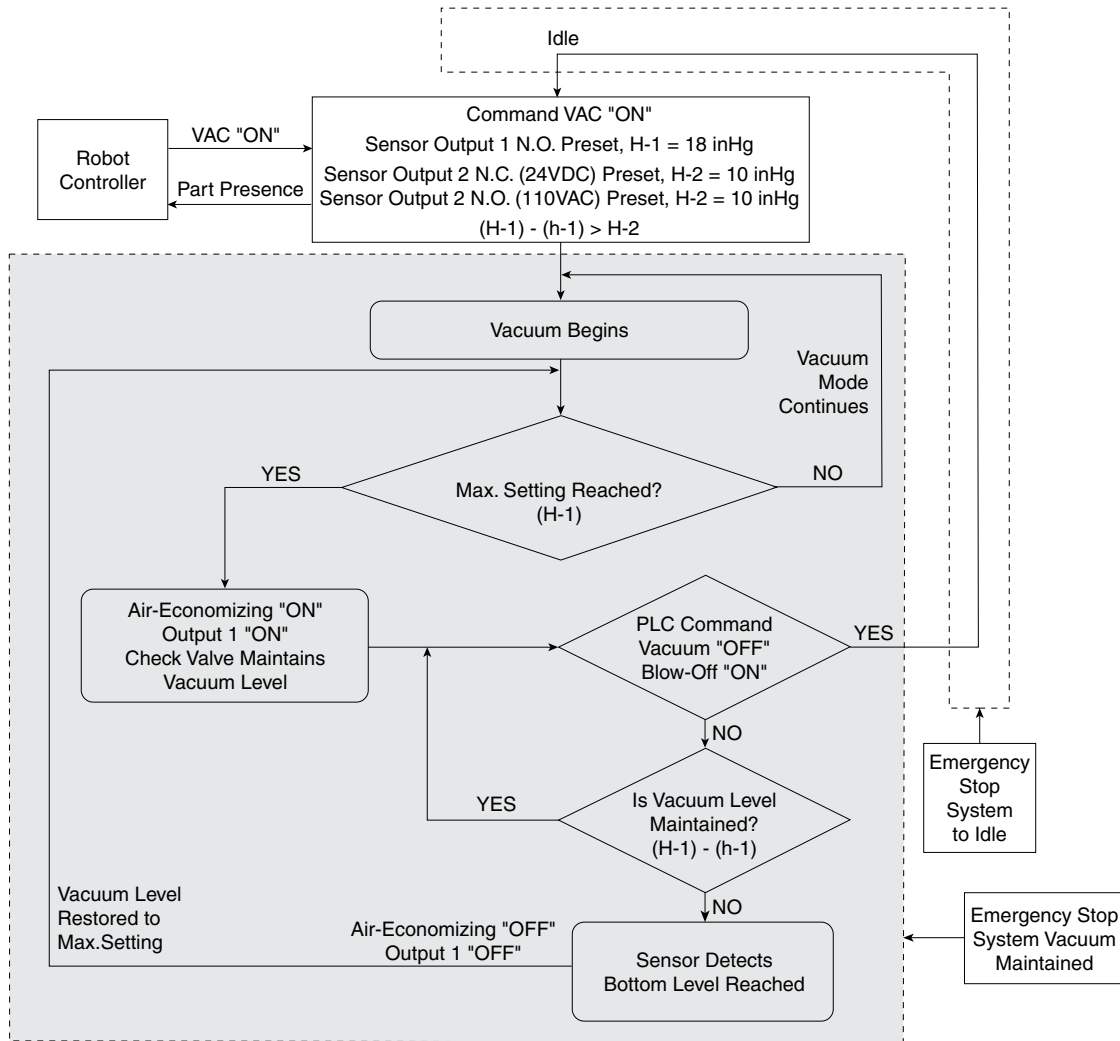 Idle
Command VAC "ON"
Sensor Output 1 N.O. Preset, H-1 = 18 inHg
Sensor Output 2 N.C. (24VDC) Preset, H-2 = 10 inHg
Sensor Output 2 N.O. (110VAC) Preset, H-2 = 10 inHg
(H-1) - (h-1) > H-2
Robot
Controller
VAC "ON"
Part Presence
Vacuum Begins
Vacuum
Mode
Continues
YES
Max. Setting Reached?
(H-1)
NO
Air-Economizing "ON"
Output 1 "ON"
Check Valve Maintains
Vacuum Level
PLC Command
Vacuum "OFF"
Blow-Off "ON"
YES
NO
YES
Is Vacuum Level
Maintained?
(H-1) - (h-1)
NO
Emergency
Stop
System
to Idle
Vacuum Level
Restored to
Max.Setting
Air-Economizing "OFF"
Output 1 "OFF"
Sensor Detects
Bottom Level Reached
Emergency Stop
System Vacuum
Maintained